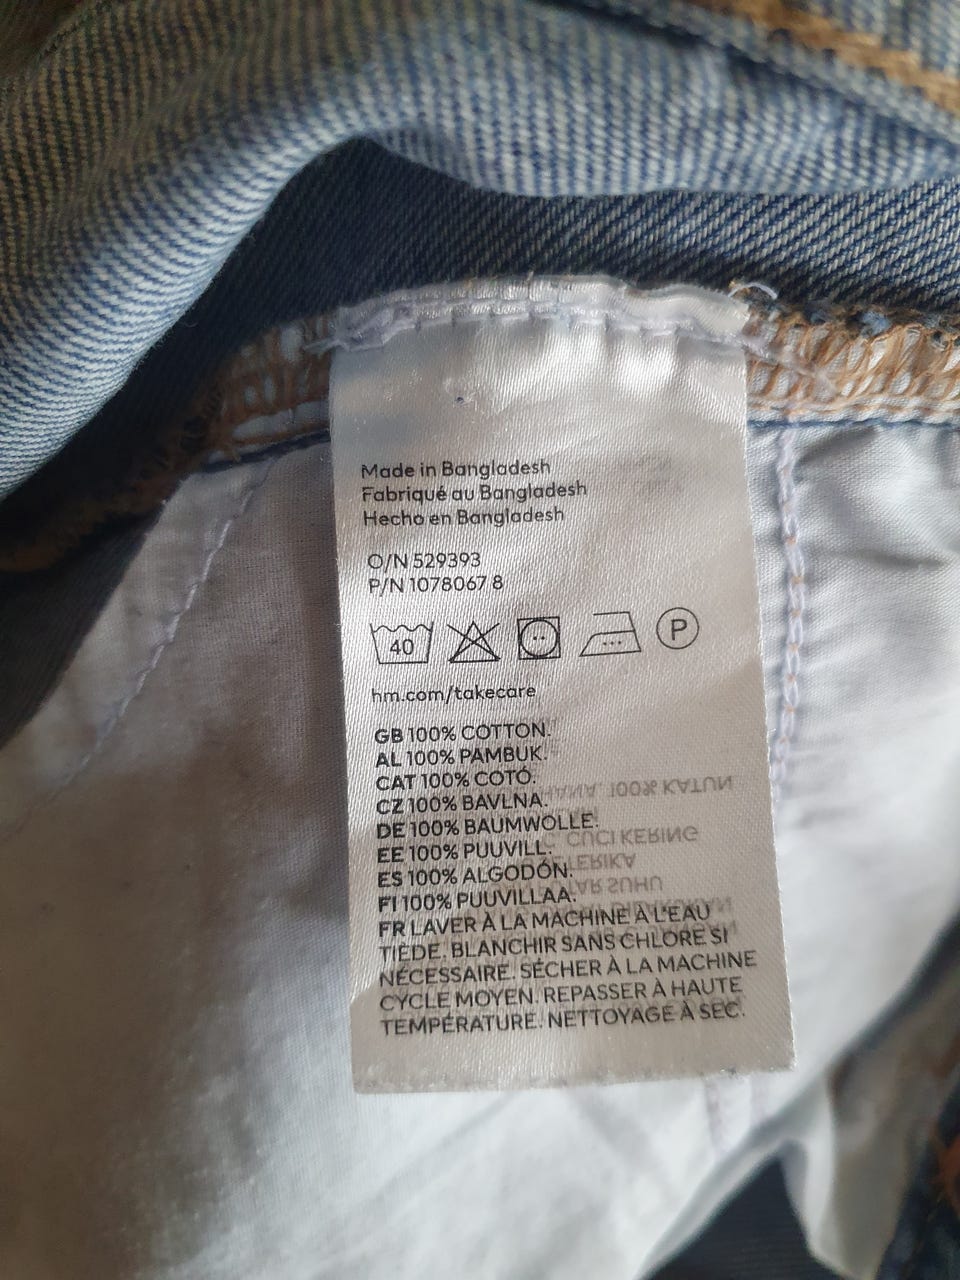 Made in Bangladesh
Fabriqué au Bangladesh
Hecho en Bangladesh
O/N 529393
P/N 1078067 8
40
P
hm.com/takecare
GB 100% COTTON.
AL 100% PAMBUK.
CAT 100% COTÓ.
CZ 100% BAVLNA.
DE 100% BAUMWOLLE.
EE 100% PUUVILL.
ES 100% ALGODÓN.
FI 100% PUUVILLAA.
FR LAVER À LA MACHINE À L'EAU
TIÈDE. BLANCHIR SANS CHLORE SI
NÉCESSAIRE. SÉCHER À LA MACHINE
CYCLE MOYEN. REPASSER À HAUTE
TEMPÉRATURE. NETTOYAGE À SEC.